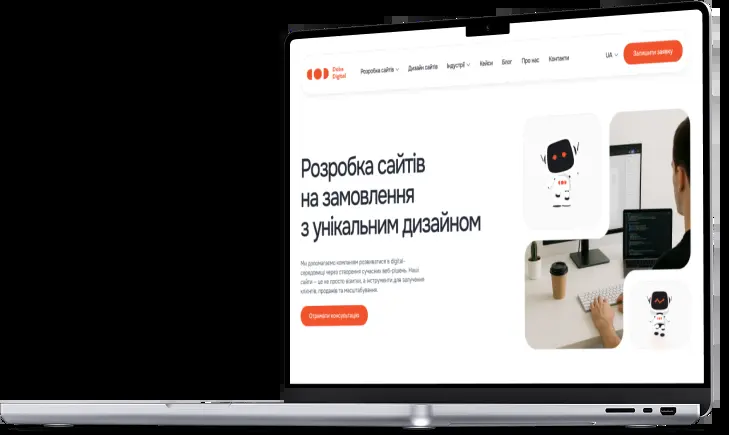 Doke
Digital
Розробка сайтів
Дизайн сайтів
Індустрії
Кейси
Блог
Про нас
Контакти
UA
Залишити заявку
Розробка сайтів
на замовлення
з унікальним дизайном
Ми допомагаємо компаніям розвиватися в digital-
середовищі через створення сучасних веб-рішень. Наші
сайти – це не просто візитки, а інструменти для залучення
клієнтів, продажів та масштабування.
Отримати консультацію